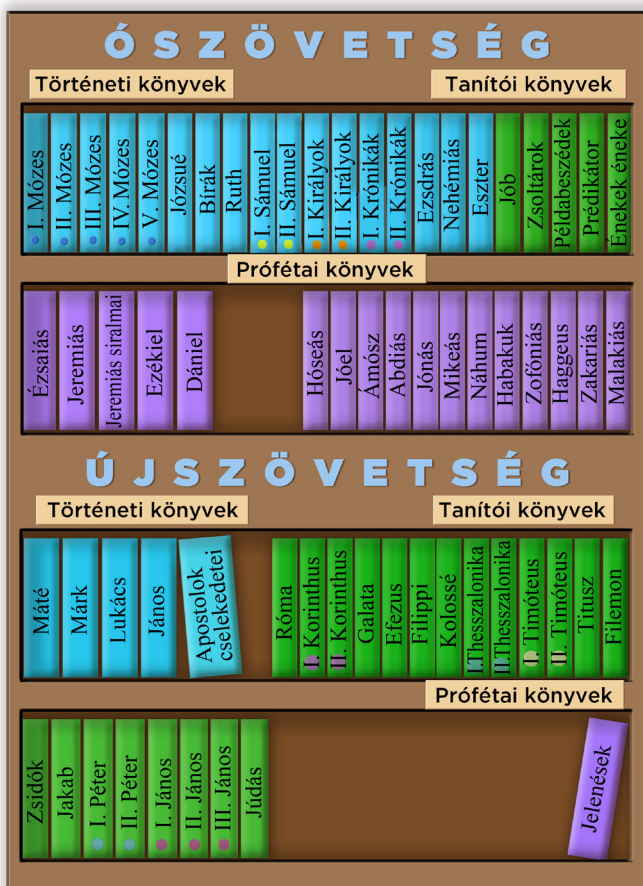 ÓSZÖVETSÉG
Történeti könyvek
Tanítói könyvek
I. Mózes
II. Mózes
III. Mózes
IV. Mózes
V. Mózes
Józsué
Bírák
Ruth
I. Sámuel
II. Sámuel
I. Királyok
II. Királyok
I. Krónikák
II. Krónikák
Ezsdrás
Nehémiás
Eszter
Jób
Zsoltárok
Példabeszédek
Prédikátor
Énekek éneke
Prófétai könyvek
Ézsaiás
Jeremiás
Jeremiás siralmai
Ezékiel
Dániel
Hóseás
Jóel
Ámósz
Abdiás
Jónás
Mikeás
Náhum
Habakuk
Zofóniás
Haggeus
Zakariás
Malakiás
ÚJSZÖVETSÉG
Történeti könyvek
Tanítói könyvek
Máté
Márk
Lukács
János
Apostolok
cselekedetei
Róma
I. Korinthus
II. Korinthus
Galata
Efezus
Filippi
Kolossé
I Thesszalonika
II Thesszalonika
I. Timóteus
II. Timóteus
Titusz
Filemon
Prófétai könyvek
Zsidók
Jakab
I. Péter
II. Péter
I. János
II. János
III. János
Júdás
Jelenések